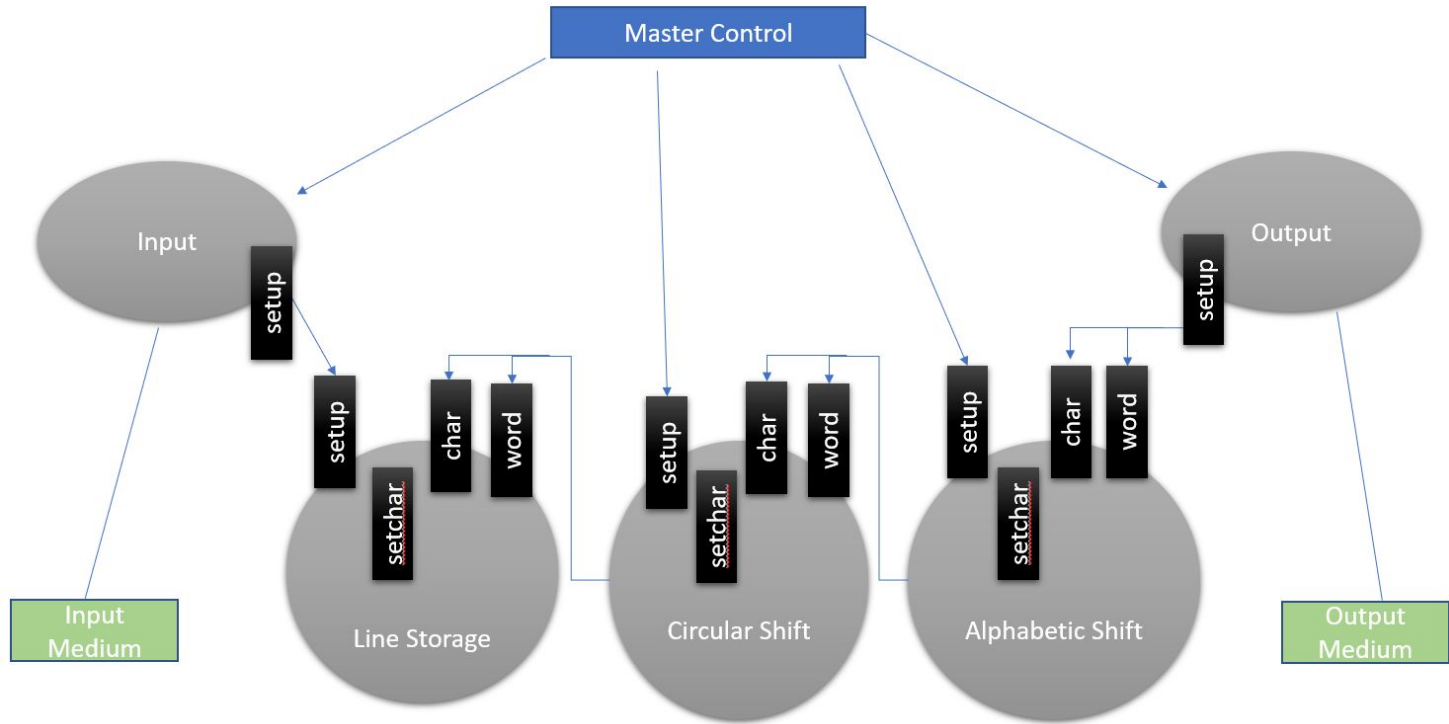 Master Control
Input
Output
setup
setup
setup
char
word
setup
char
word
setup
char
word
setchar
setchar
setchar
Input
Medium
Line Storage
Circular Shift
Alphabetic Shift
Output
Medium